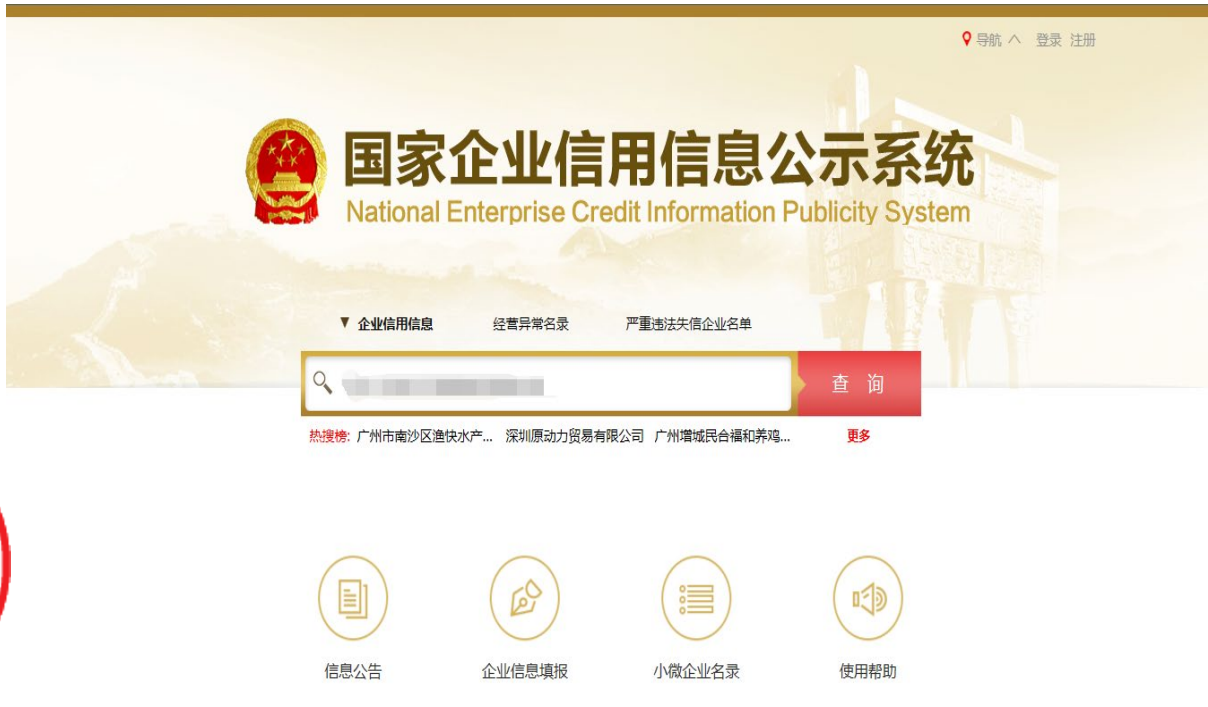 导航 登录 注册
国家企业信用信息公示系统
National Enterprise Credit Information Publicity System
企业信用信息 经营异常名录 严重违法失信企业名单
查 询
热搜榜: 广州市南沙区渔快水产... 深圳原动力贸易有限公司 广州增城民合福和养鸡... 更多
信息公告 企业信息填报 小微企业名录 使用帮助